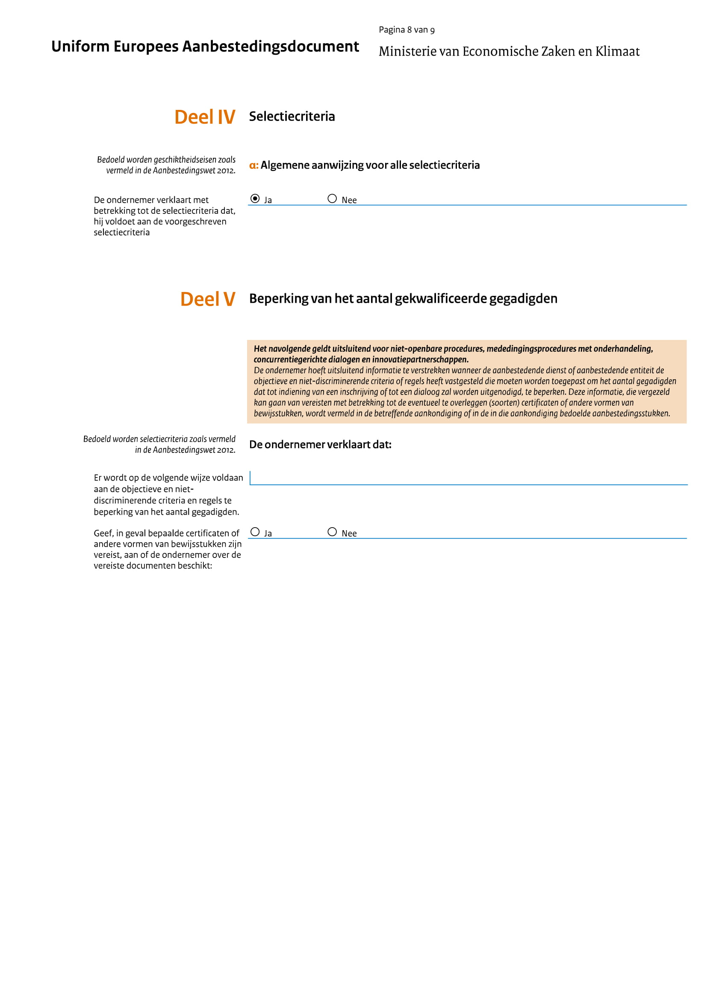 Pagina 8 van 9
Uniform Europees Aanbestedingsdocument
Ministerie van Economische Zaken en Klimaat
Deel IV
Selectiecriteria
Bedoeld worden geschiktheidseisen zoals
vermeld in de Aanbestedingswet 2012.
α: Algemene aanwijzing voor alle selectiecriteria
De ondernemer verklaart met
betrekking tot de selectiecriteria dat,
hij voldoet aan de voorgeschreven
selectiecriteria
Ja
Nee
Deel V
Beperking van het aantal gekwalificeerde gegadigden
Het navolgende geldt uitsluitend voor niet-openbare procedures, mededingingsprocedures met onderhandeling,
concurrentiegerichte dialogen en innovatiepartnerschappen.
De ondernemer hoeft uitsluitend informatie te verstrekken wanneer de aanbestedende dienst of aanbestedende entiteit de
objectieve en niet-discriminerende criteria of regels heeft vastgesteld die moeten worden toegepast om het aantal gegadigden
dat tot indiening van een inschrijving of tot een dialoog zal worden uitgenodigd, te beperken. Deze informatie, die vergezeld
kan gaan van vereisten met betrekking tot de eventueel te overleggen (soorten) certificaten of andere vormen van
bewijsstukken, wordt vermeld in de betreffende aankondiging of in de in die aankondiging bedoelde aanbestedingsstukken.
Bedoeld worden selectiecriteria zoals vermeld
in de Aanbestedingswet 2012.
De ondernemer verklaart dat:
Er wordt op de volgende wijze voldaan
aan de objectieve en niet-
discriminerende criteria en regels te
beperking van het aantal gegadigden.
Geef, in geval bepaalde certificaten of
andere vormen van bewijsstukken zijn
vereist, aan of de ondernemer over de
vereiste documenten beschikt:
Ja
Nee